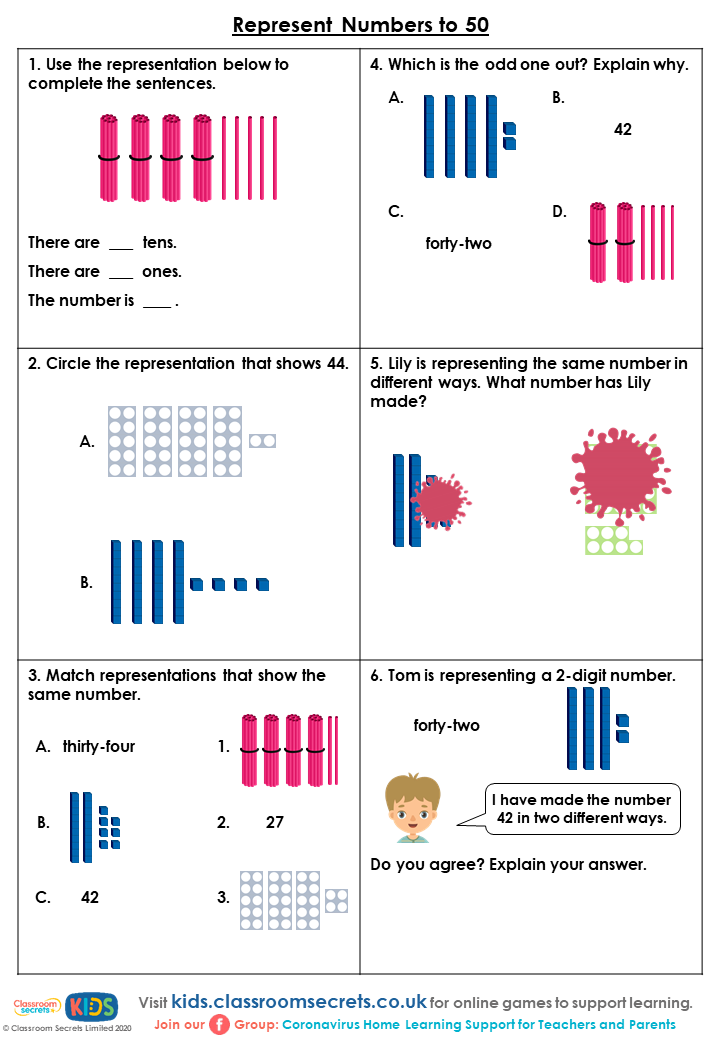 Represent Numbers to 50
1. Use the representation below to
complete the sentences.
There are ___ tens.
There are ___ ones.
The number is ___ .
2. Circle the representation that shows 44.
A.
B.
3. Match representations that show the
same number.
A. thirty-four
1.
B.
2. 27
C. 42
3.
4. Which is the odd one out? Explain why.
A.
B.
42
C.
D.
forty-two
5. Lily is representing the same number in
different ways. What number has Lily
made?
6. Tom is representing a 2-digit number.
forty-two
I have made the number
42 in two different ways.
Do you agree? Explain your answer.
Classroom
Secrets
KIDS
© Classroom Secrets Limited 2020
Visit kids.classroomsecrets.co.uk for online games to support learning.
Join our f Group: Coronavirus Home Learning Support for Teachers and Parents